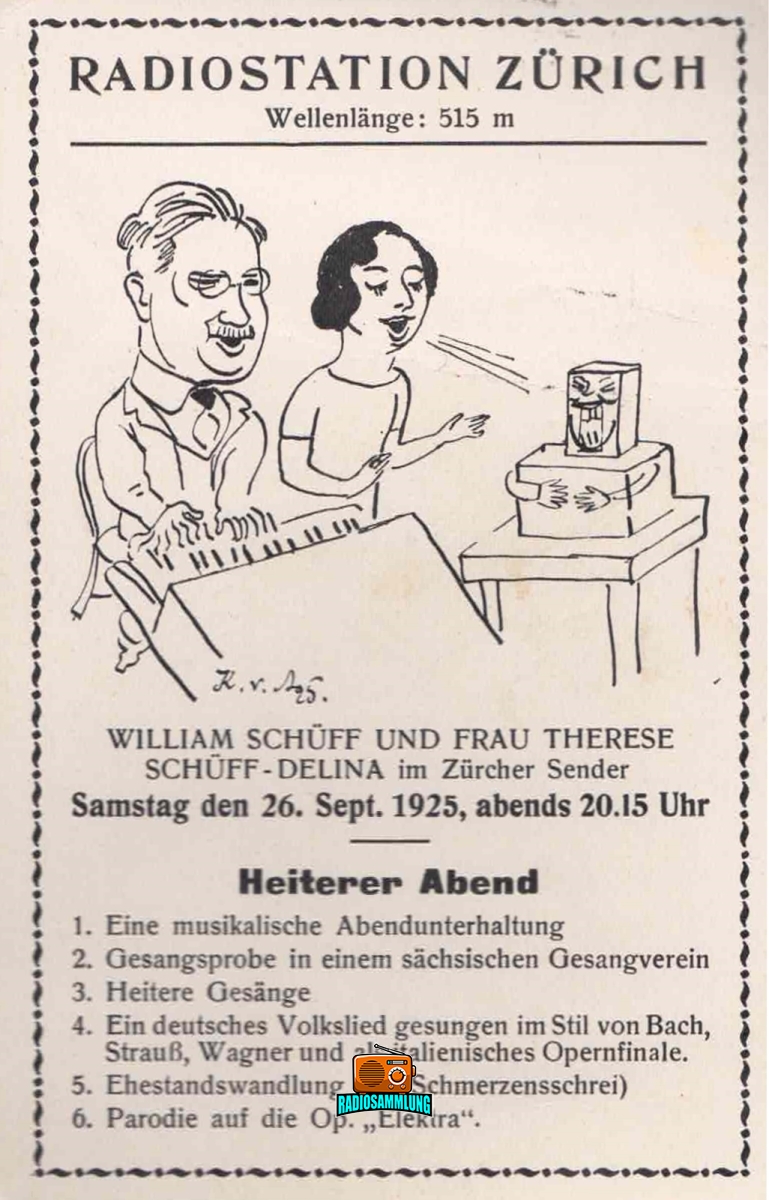 RADIOSTATION ZÜRICH
Wellenlänge: 515 m
K. v. A. 25.
WILLIAM SCHÜFF UND FRAU THERESE
SCHÜFF-DELINA im Zürcher Sender
Samstag den 26. Sept. 1925, abends 20.15 Uhr
Heiterer Abend
1. Eine musikalische Abendunterhaltung
2. Gesangsprobe in einem sächsischen Gesangverein
3. Heitere Gesänge
4. Ein deutsches Volkslied gesungen im Stil von Bach,
Strauß, Wagner und italienisches Opernfinale.
5. Ehestandswandlung Schmerzensschrei)
6. Parodie auf die Op. „Elektra“.
RADIOSAMMLUNG